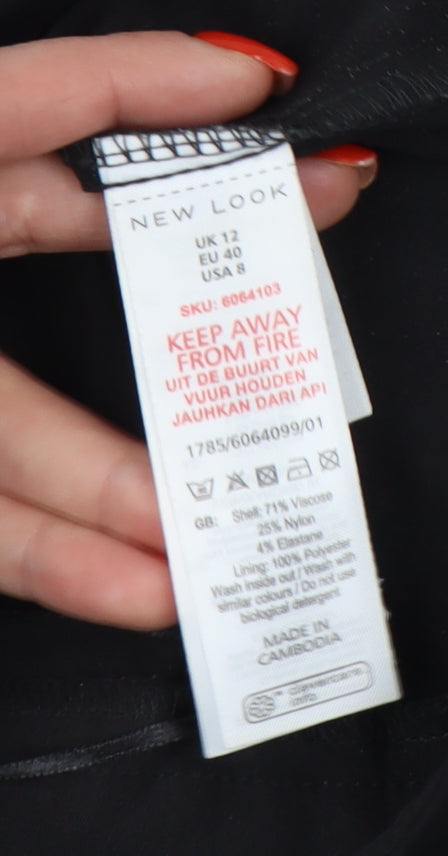 NEW LOOK
UK 12
EU 40
USA 8
SKU: 6064103
KEEP AWAY
FROM FIRE
UIT DE BUURT VAN
VUUR HOUDEN
JAUHKAN DARI API
1785/6064099/01
GB: Shell: 71% Viscose
25% Nylon
4% Elastane
Lining: 100% Polyester
Wash inside out / Wash with
similar colours / Do not use
biological detergent
MADE IN
CAMBODIA
clevercare.
info